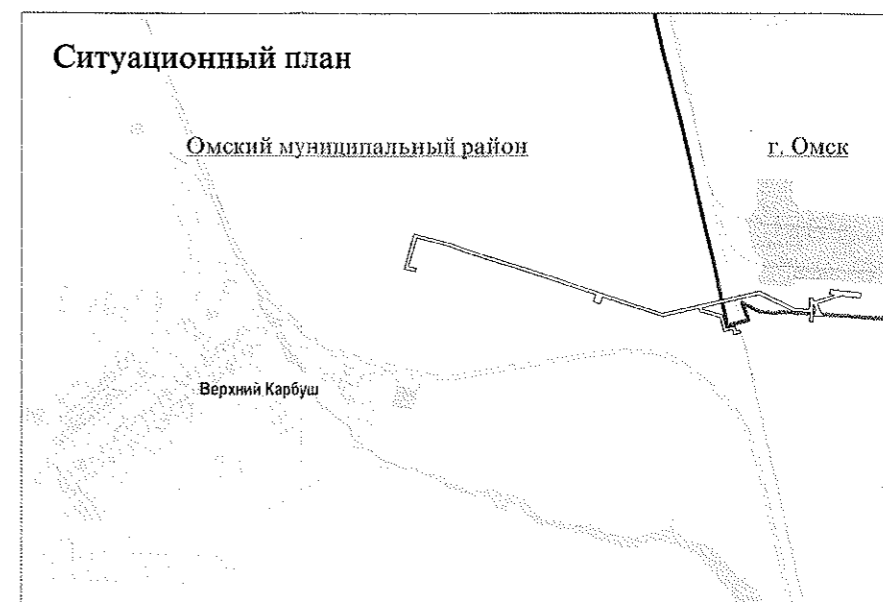 Ситуационный план
Омский муниципальный район
г. Омск
Верхний Карбуш